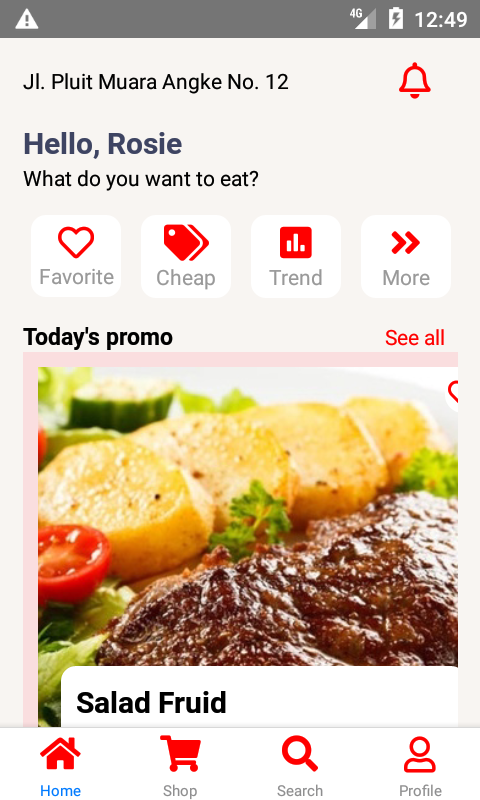 4G 12:49
Jl. Pluit Muara Angke No. 12
Hello, Rosie
What do you want to eat?
Favorite Cheap Trend More
Today's promo See all
Salad Fruid
Home Shop Search Profile